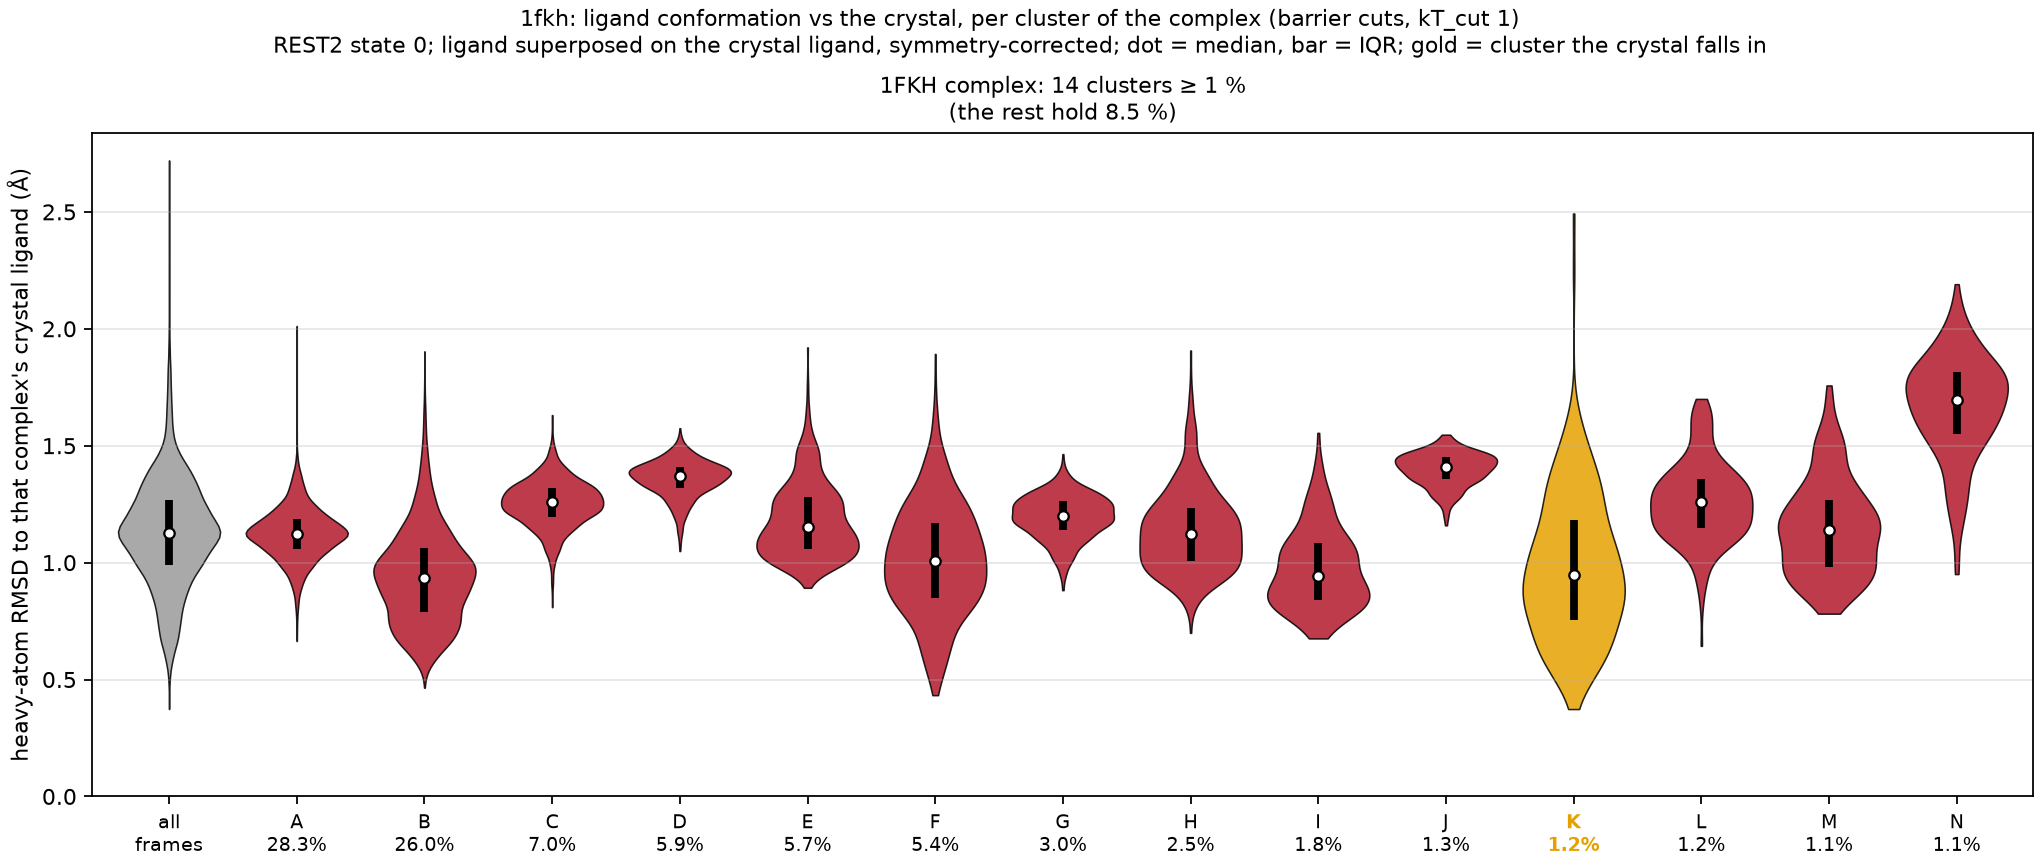 1fkh: ligand conformation vs the crystal, per cluster of the complex (barrier cuts, kT_cut 1)
REST2 state 0; ligand superposed on the crystal ligand, symmetry-corrected; dot = median, bar = IQR; gold = cluster the crystal falls in
1FKH complex: 14 clusters ≥ 1 %
(the rest hold 8.5 %)
heavy-atom RMSD to that complex's crystal ligand (Å)
2.5
2.0
1.5
1.0
0.5
0.0
all A B C D E F G H I J K L M N
frames 28.3% 26.0% 7.0% 5.9% 5.7% 5.4% 3.0% 2.5% 1.8% 1.3% 1.2% 1.2% 1.1% 1.1%